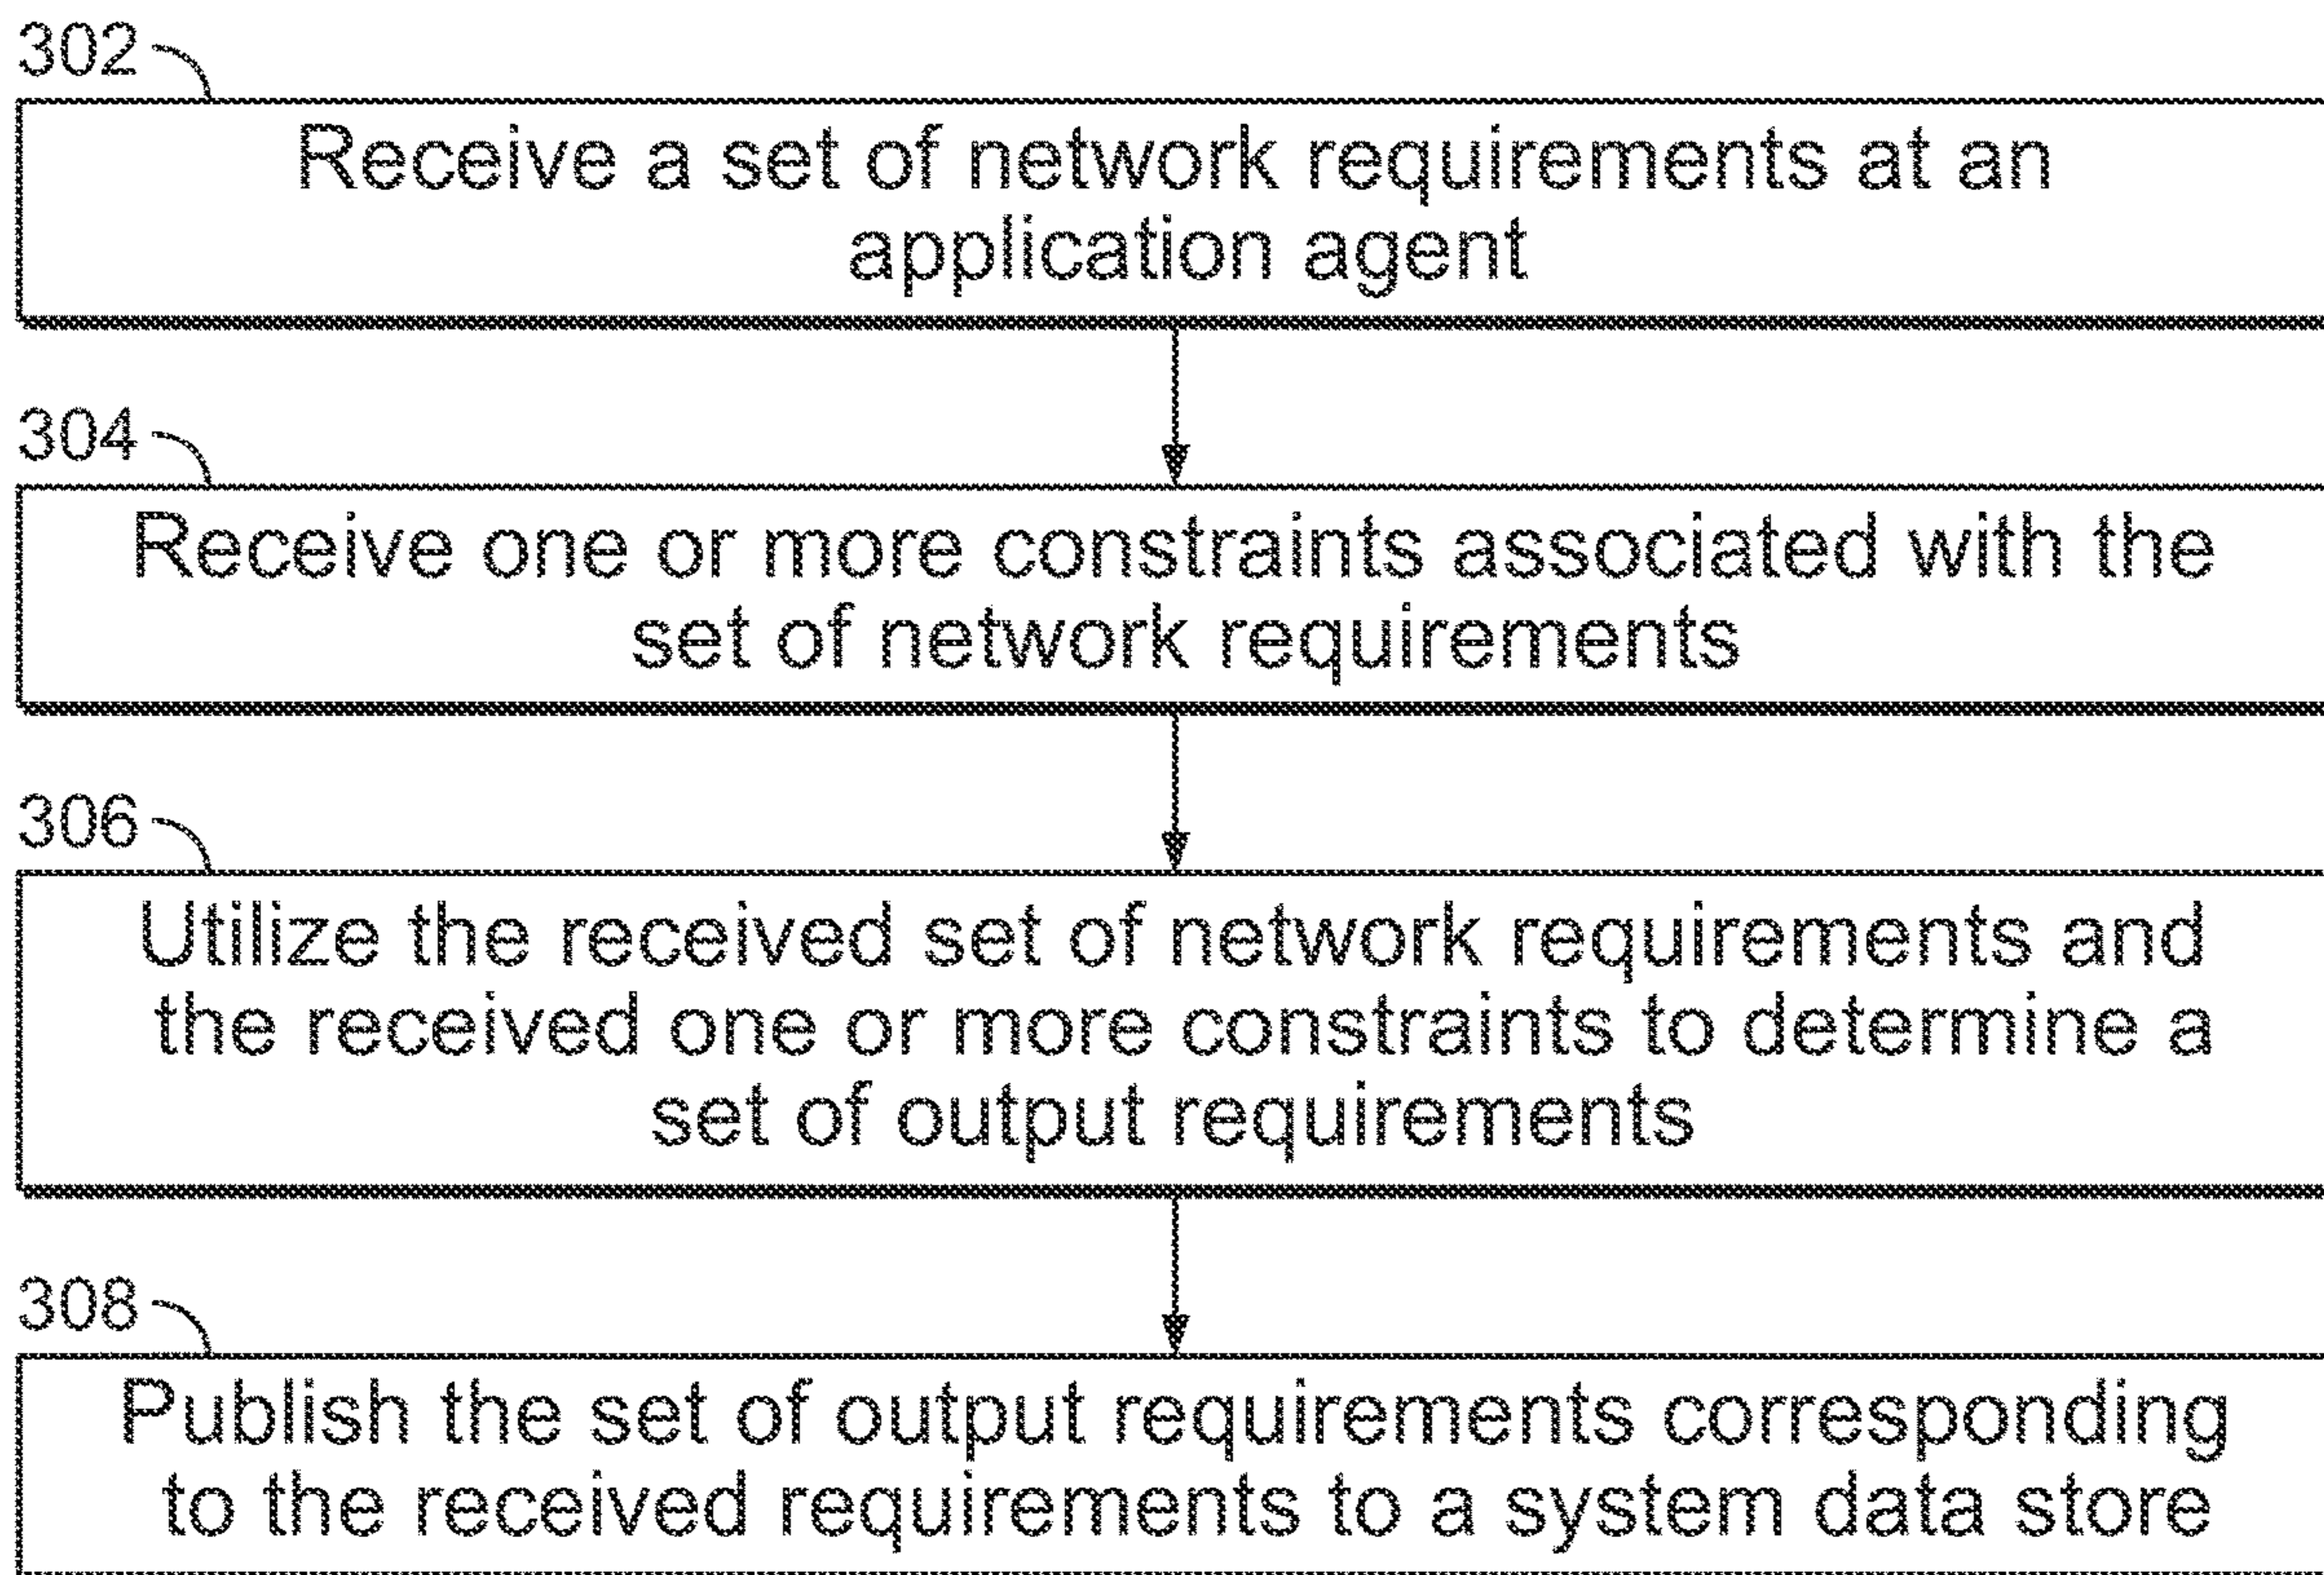 302
Receive a set of network requirements at an
application agent
304
Receive one or more constraints associated with the
set of network requirements
306
Utilize the received set of network requirements and
the received one or more constraints to determine a
set of output requirements
308
Publish the set of output requirements corresponding
to the received requirements to a system data store